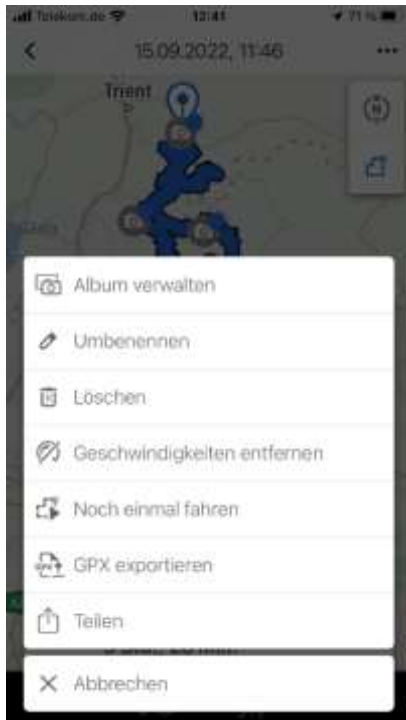 Telekom.de 12:41 71 %
15.09.2022, 11:46
Trient
Album verwalten
Umbenennen
Löschen
Geschwindigkeiten entfernen
Noch einmal fahren
GPX exportieren
Teilen
Abbrechen